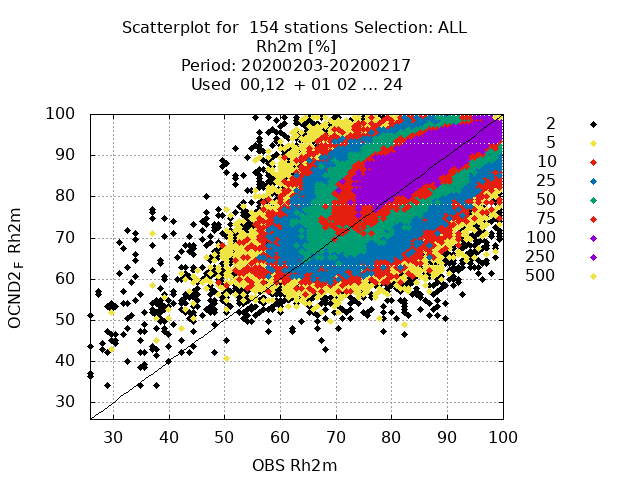 Scatterplot for 154 stations Selection: ALL
Rh2m [%]
Period: 20200203-20200217
Used 00,12 + 01 02 ... 24
100
90
80
70
60
50
40
30
OCND2 F Rh2m
30 40 50 60 70 80 90 100
OBS Rh2m
2
5
10
25
50
75
100
250
500